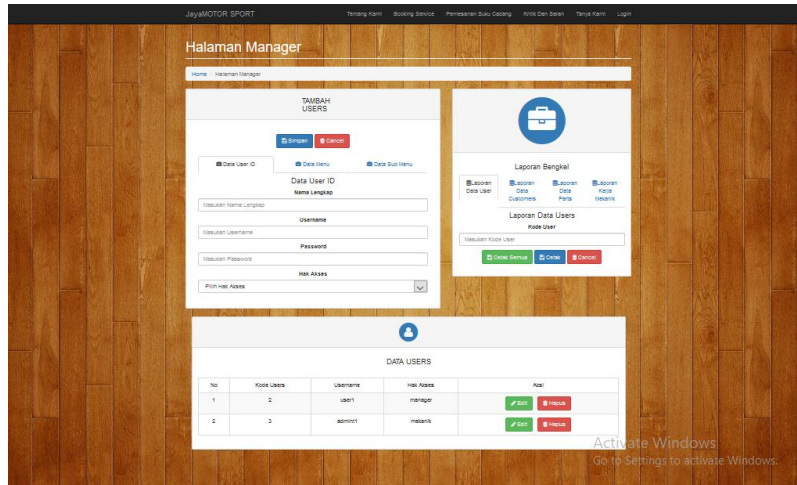 JayaMOTOR SPORT Tentang Kami Booking Service Pemesanan Suku Cadang Kritik Dan Saran Tanya Kami Login
Halaman Manager
Home / Halaman Manager
TAMBAH
USERS
Simpan Cancel
Data User ID Data Menu Data Sub Menu
Data User ID
Nama Lengkap
Masukan Nama Lengkap
Username
Masukan Username
Password
Masukan Password
Hak Akses
Pilih Hak Akses
Laporan Bengkel
Laporan Data User
Laporan Data Customers
Laporan Data Parts
Laporan Kerja Mekanik
Laporan Data Users
Kode User
Masukan Kode User
Cetak Semua Cetak Cancel
DATA USERS
No Kode Users Username Hak Akses Aksi
1 2 user1 manager Edit Hapus
2 3 admint1 mekanik Edit Hapus
Activate Windows
Go to Settings to activate Windows.